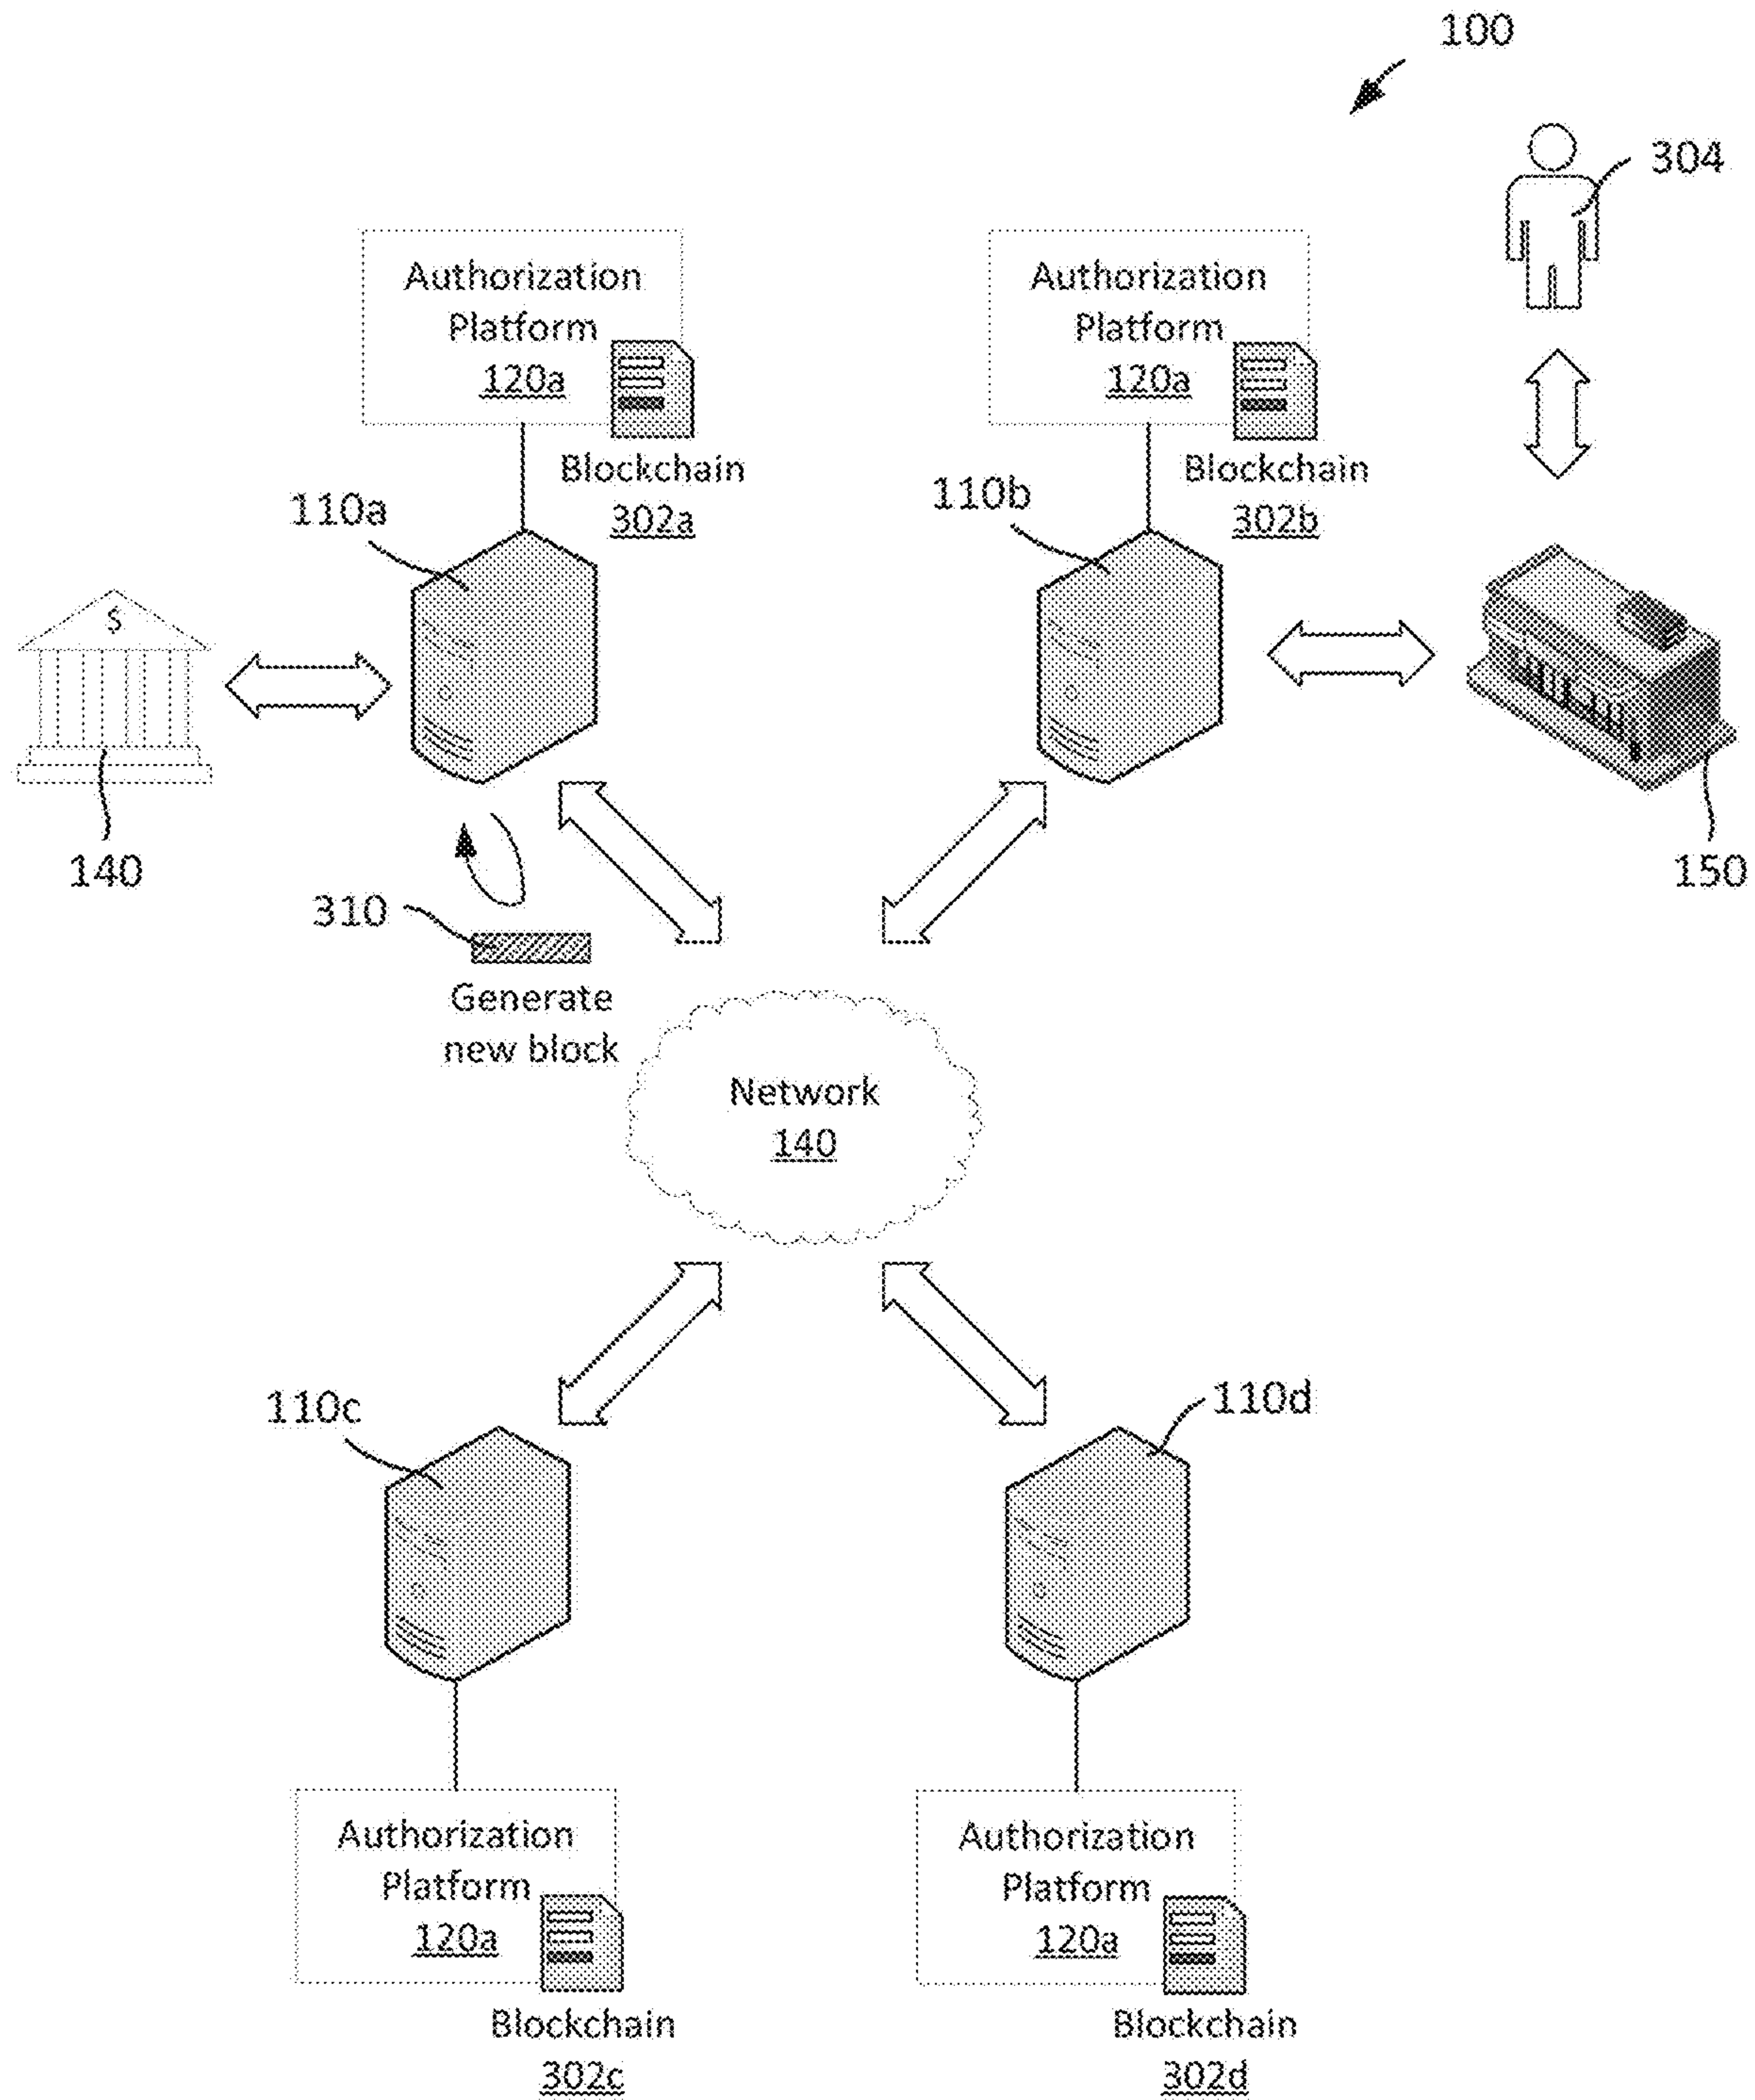 100
304
Authorization
Platform
120a
Blockchain
302a
Authorization
Platform
120a
Blockchain
302b
110a
110b
$
140
150
310
Generate
new block
Network
140
110c
110d
Authorization
Platform
120a
Blockchain
302c
Authorization
Platform
120a
Blockchain
302d